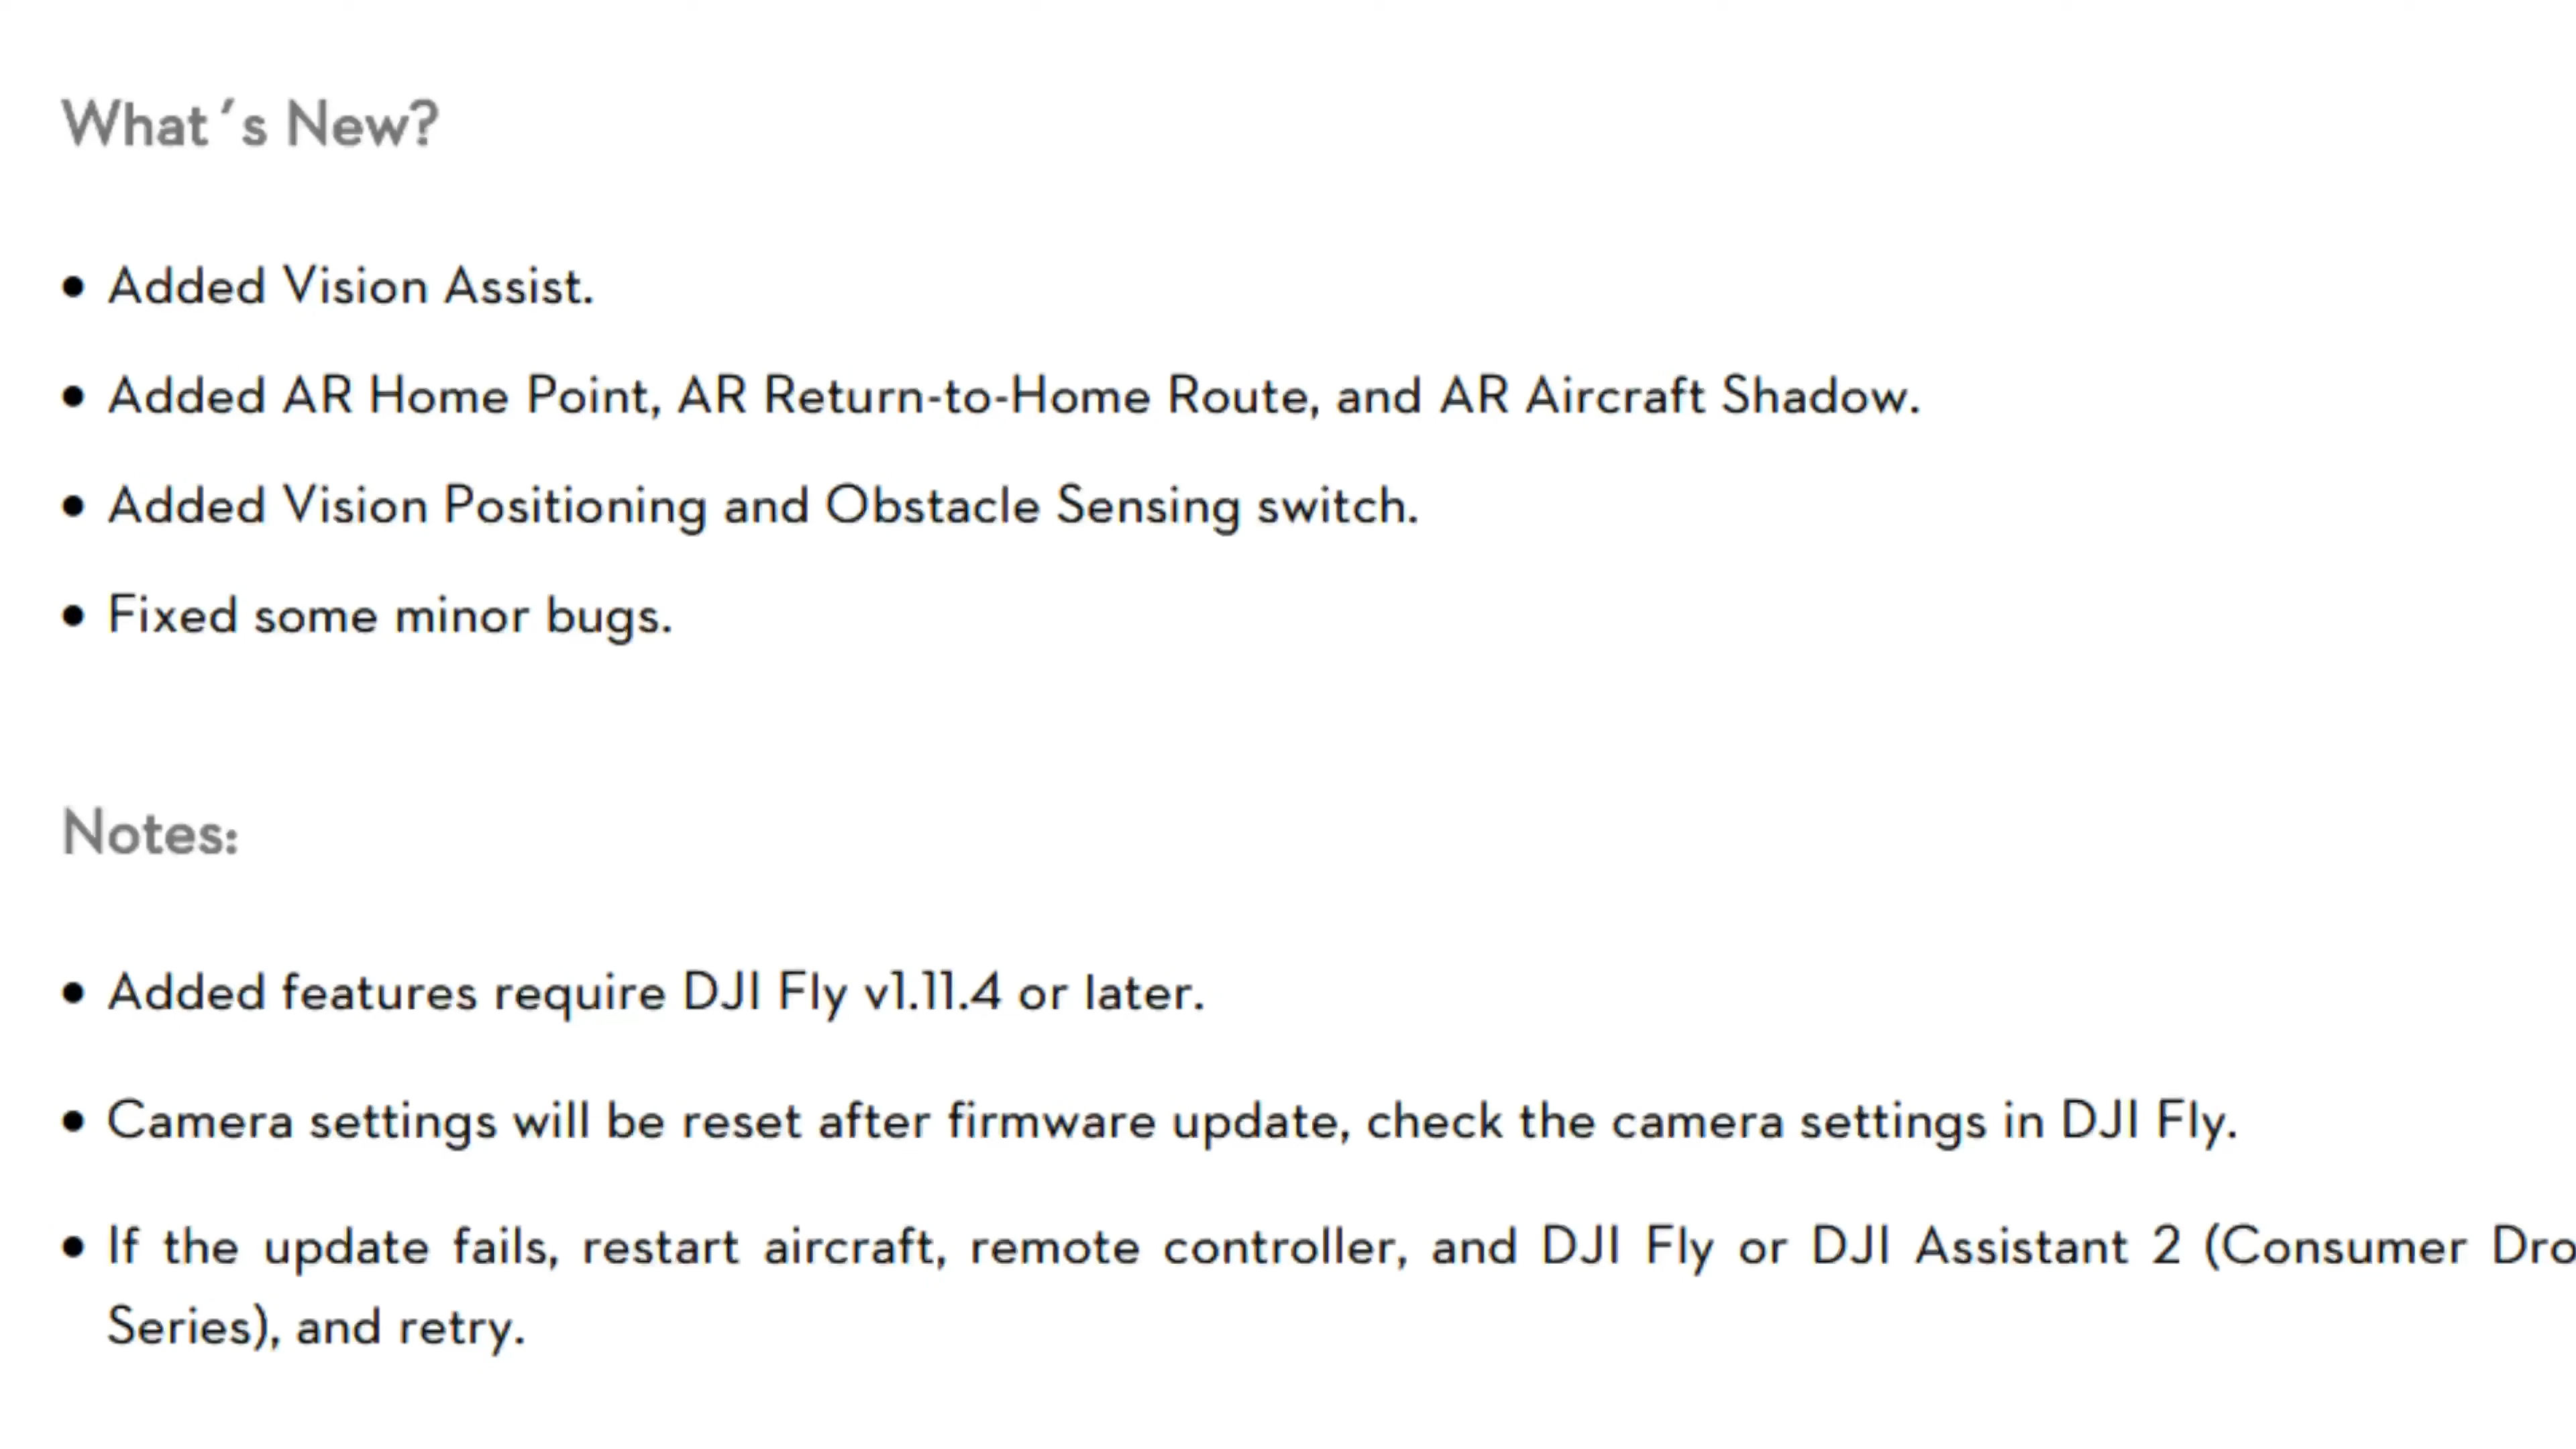 What´s New?
• Added Vision Assist.
• Added AR Home Point, AR Return-to-Home Route, and AR Aircraft Shadow.
• Added Vision Positioning and Obstacle Sensing switch.
• Fixed some minor bugs.
Notes:
• Added features require DJI Fly v1.11.4 or later.
• Camera settings will be reset after firmware update, check the camera settings in DJI Fly.
• If the update fails, restart aircraft, remote controller, and DJI Fly or DJI Assistant 2 (Consumer Dro
Series), and retry.